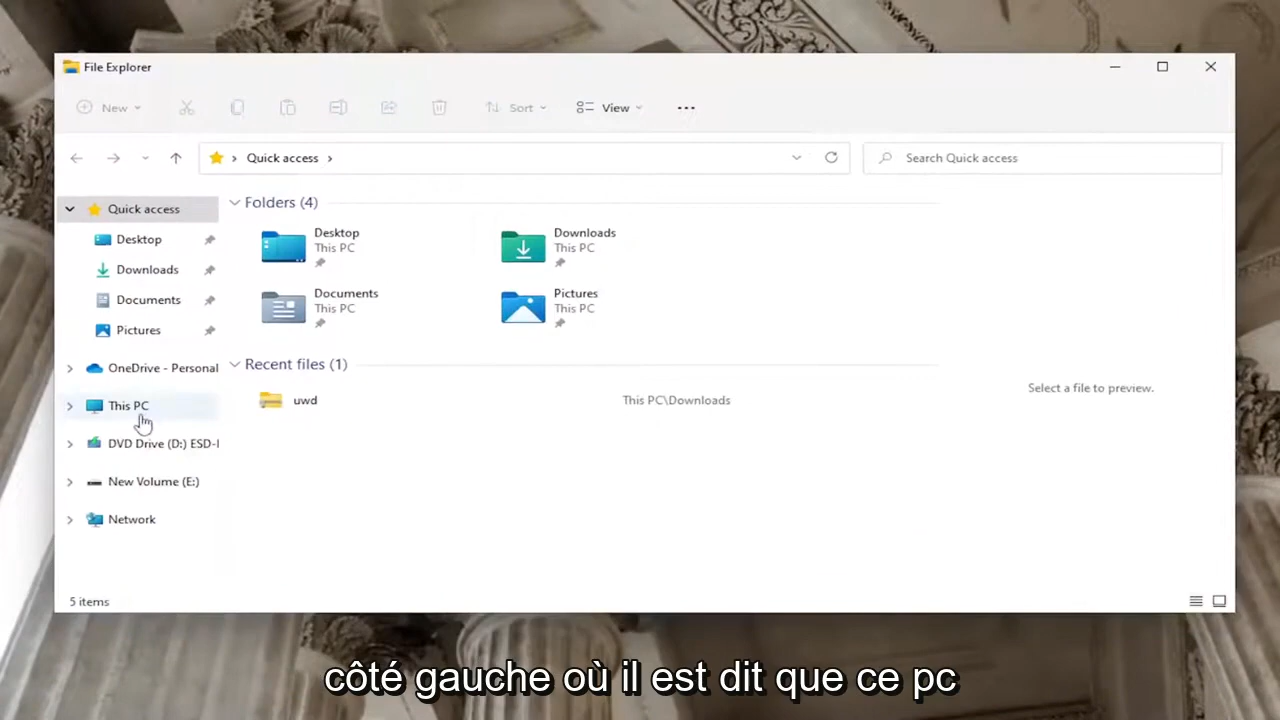 File Explorer
New
Sort
View
Quick access
Search Quick access
Quick access
Desktop
Downloads
Documents
Pictures
OneDrive - Personal
This PC
DVD Drive (D:) ESD-I
New Volume (E:)
Network
Folders (4)
Desktop
This PC
Downloads
This PC
Documents
This PC
Pictures
This PC
Recent files (1)
uwd
This PC\Downloads
Select a file to preview.
5 items
côté gauche où il est dit que ce pc